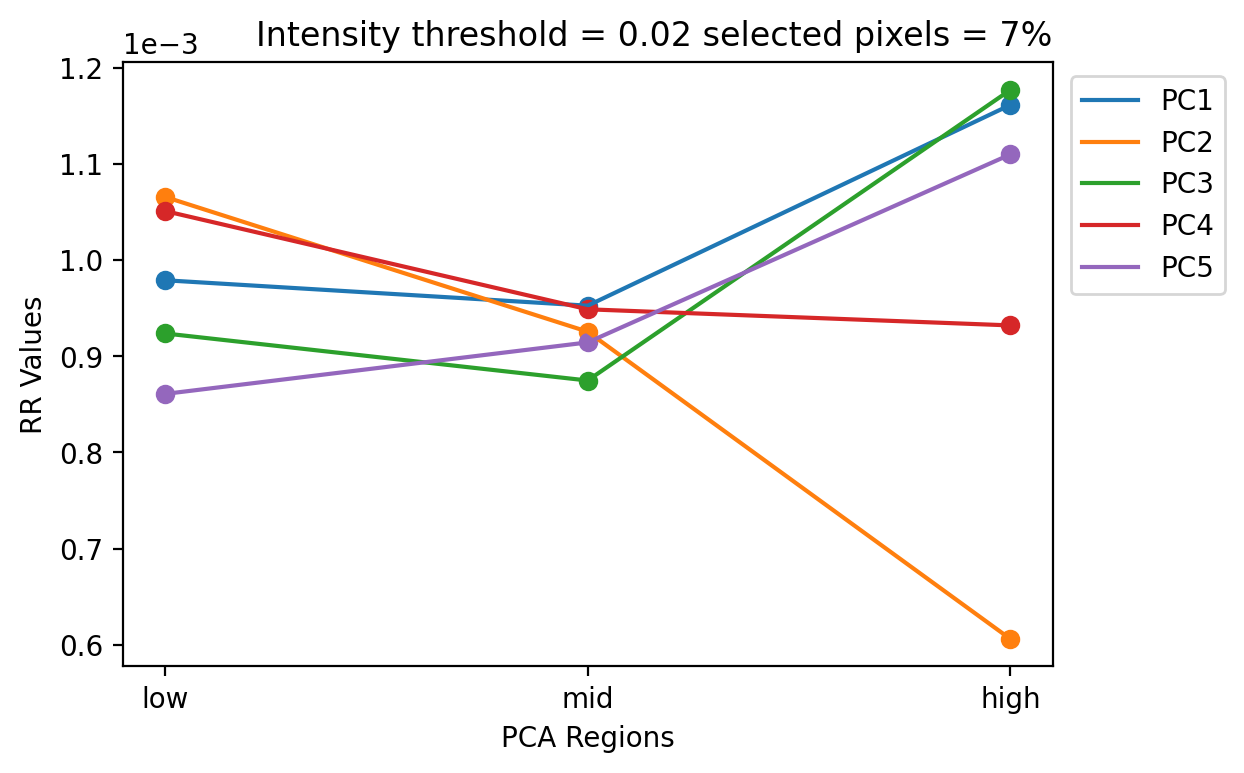 Intensity threshold = 0.02 selected pixels = 7%
1e−3
1.2
1.1
1.0
0.9
0.8
0.7
0.6
RR Values
low
mid
high
PCA Regions
PC1
PC2
PC3
PC4
PC5